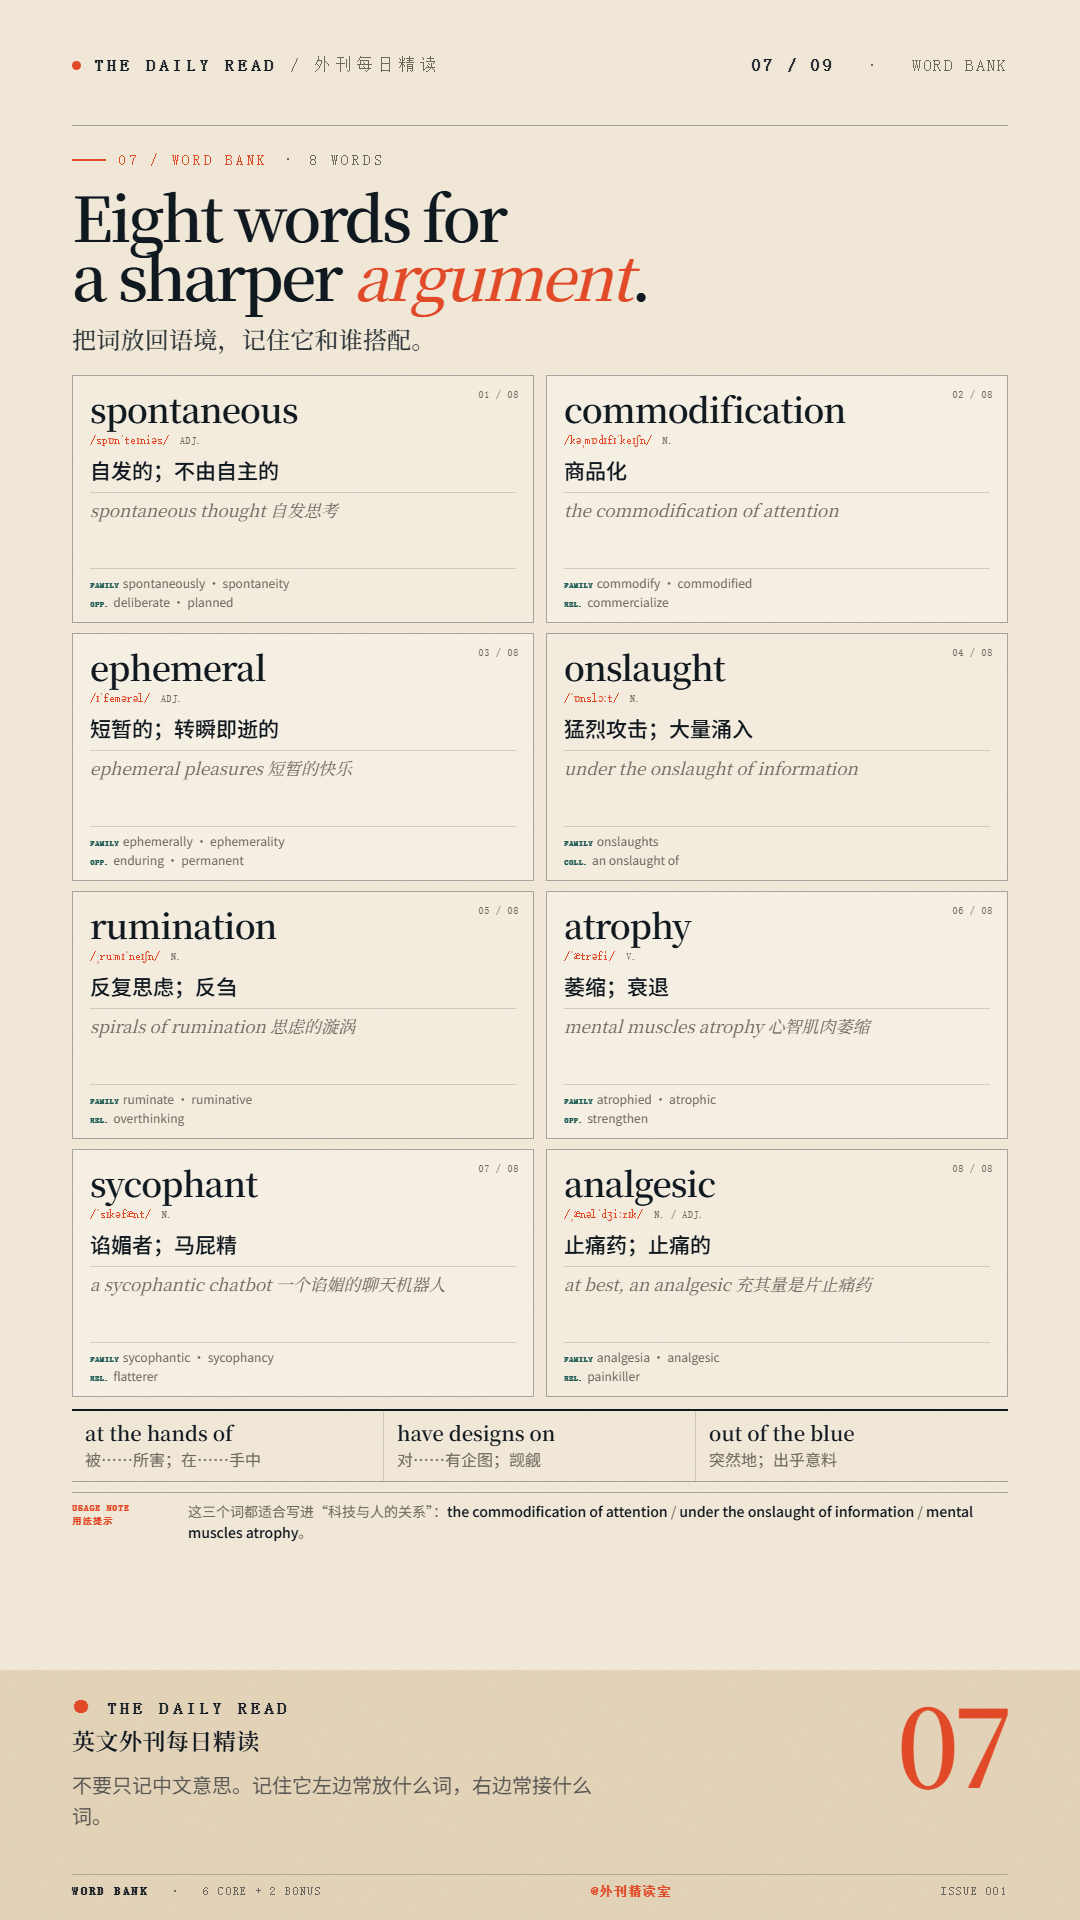 THE DAILY READ / 外刊每日精读
07 / 09 · WORD BANK
07 / WORD BANK · 8 WORDS
Eight words for
a sharper argument.
把词放回语境，记住它和谁搭配。
01 / 08
spontaneous
/spɒnˈteɪniəs/ ADJ.
自发的；不由自主的
spontaneous thought 自发思考
FAMILY spontaneously • spontaneity
OPP. deliberate • planned
02 / 08
commodification
/kəˌmɒdɪfɪˈkeɪʃn/ N.
商品化
the commodification of attention
FAMILY commodify • commodified
REL. commercialize
03 / 08
ephemeral
/ɪˈfemərəl/ ADJ.
短暂的；转瞬即逝的
ephemeral pleasures 短暂的快乐
FAMILY ephemerally • ephemerality
OPP. enduring • permanent
04 / 08
onslaught
/ˈɒnslɔːt/ N.
猛烈攻击；大量涌入
under the onslaught of information
FAMILY onslaughts
COLL. an onslaught of
05 / 08
rumination
/ˌruːmɪˈneɪʃn/ N.
反复思虑；反刍
spirals of rumination 思虑的漩涡
FAMILY ruminate • ruminative
REL. overthinking
06 / 08
atrophy
/ˈætrəfi/ V.
萎缩；衰退
mental muscles atrophy 心智肌肉萎缩
FAMILY atrophied • atrophic
OPP. strengthen
07 / 08
sycophant
/ˈsɪkəfænt/ N.
谄媚者；马屁精
a sycophantic chatbot 一个谄媚的聊天机器人
FAMILY sycophantic • sycophancy
REL. flatterer
08 / 08
analgesic
/ˌænəlˈdʒiːzɪk/ N. / ADJ.
止痛药；止痛的
at best, an analgesic 充其量是片止痛药
FAMILY analgesia • analgesic
REL. painkiller
at the hands of
被……所害；在……手中
have designs on
对……有企图；觊觎
out of the blue
突然地；出乎意料
USAGE NOTE
用法提示
这三个词都适合写进“科技与人的关系”：the commodification of attention / under the onslaught of information / mental
muscles atrophy。
THE DAILY READ
英文外刊每日精读
不要只记中文意思。记住它左边常放什么词，右边常接什么
词。
07
WORD BANK · 6 CORE + 2 BONUS
@外刊精读室
ISSUE 001